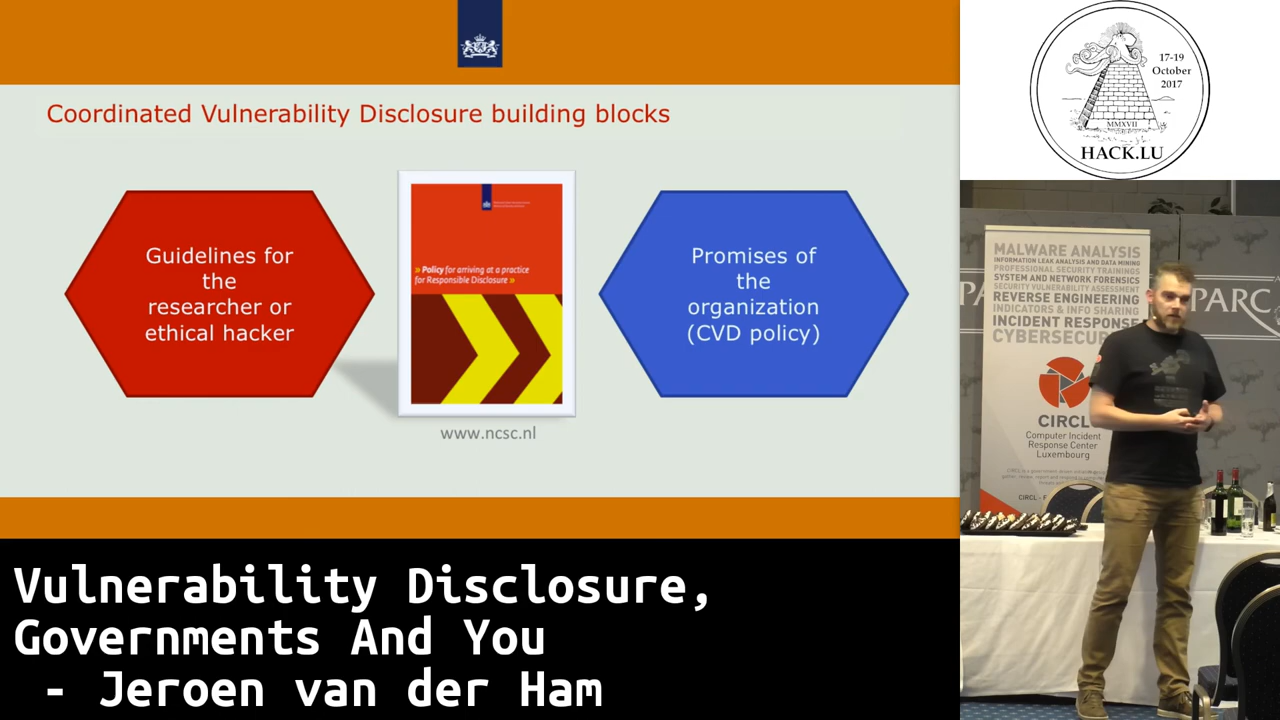 Coordinated Vulnerability Disclosure building blocks
Guidelines for
the
researcher or
ethical hacker
» Policy for arriving at a practice
for Responsible Disclosure »
www.ncsc.nl
Promises of
the
organization
(CVD policy)
17-19
October
2017
MMXVII
HACK.LU
MALWARE ANALYSIS
INFORMATION LEAK ANALYSIS AND DATA MINING
PROFESSIONAL SECURITY TRAININGS
SYSTEM AND NETWORK FORENSICS
SECURITY VULNERABILITY ASSESSMENT
REVERSE ENGINEERING
INDICATORS & INFO SHARING
INCIDENT RESPONSE
CYBERSECUR
PARC
CIRCL
Computer Incident
Response Center
Luxembourg
Vulnerability Disclosure,
Governments And You
- Jeroen van der Ham